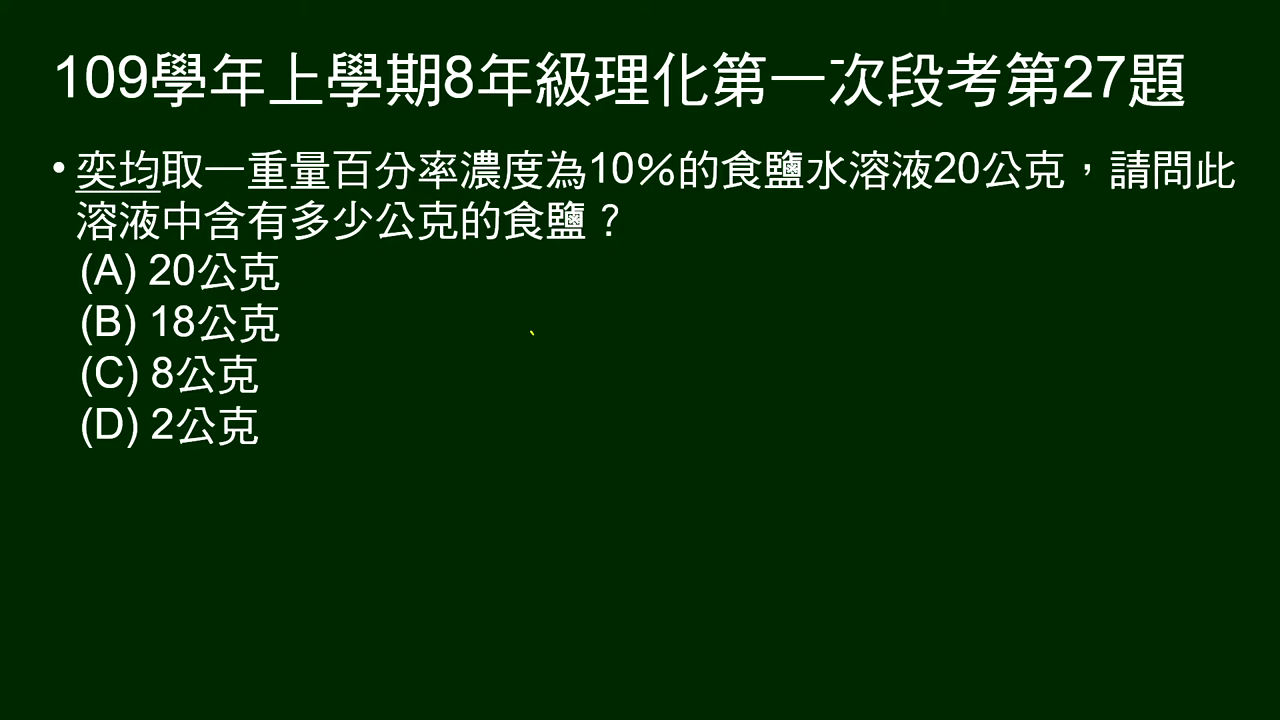 109學年上學期8年級理化第一次段考第27題
• 奕均取一重量百分率濃度為10%的食鹽水溶液20公克，請問此
溶液中含有多少公克的食鹽？
(A) 20公克
(B) 18公克
(C) 8公克
(D) 2公克